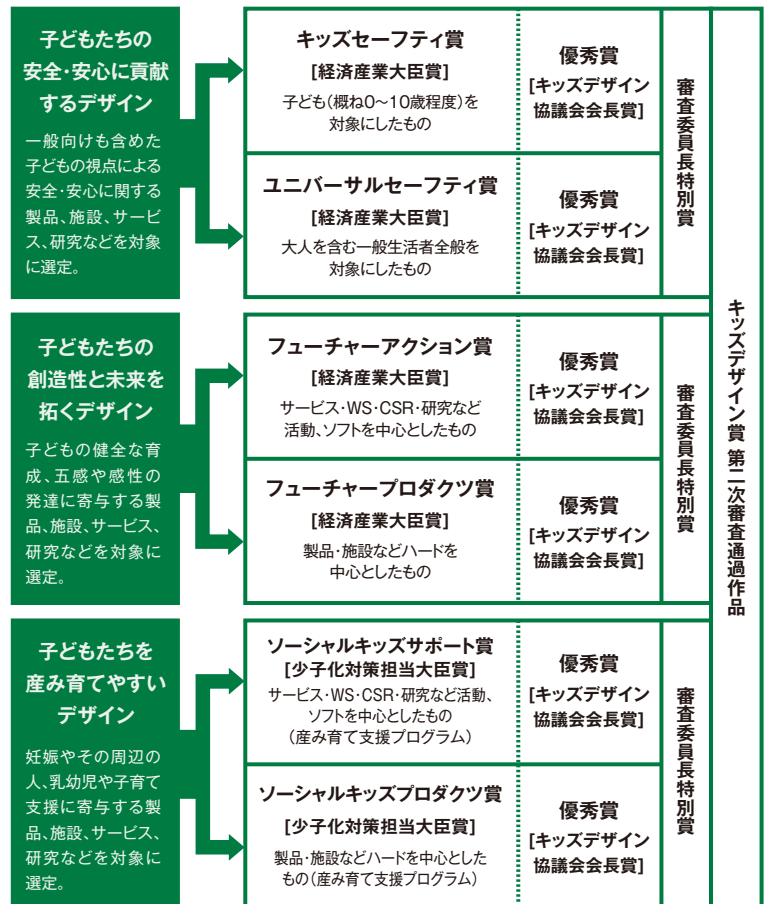 子どもたちの
安全・安心に貢献
するデザイン
一般向けも含めた
子どもの視点による
安全・安心に関する
製品、施設、サービ
ス、研究などを対象
に選定。
キッズセーフティ賞
[経済産業大臣賞]
子ども(概ね0〜10歳程度)を
対象にしたもの
優秀賞
[キッズデザイン
協議会会長賞]
ユニバーサルセーフティ賞
[経済産業大臣賞]
大人を含む一般生活者全般を
対象にしたもの
優秀賞
[キッズデザイン
協議会会長賞]
審査委員長特別賞
子どもたちの
創造性と未来を
拓くデザイン
子どもの健全な育
成、五感や感性の
発達に寄与する製
品、施設、サービス、
研究などを対象に
選定。
フューチャーアクション賞
[経済産業大臣賞]
サービス・WS・CSR・研究など
活動、ソフトを中心としたもの
優秀賞
[キッズデザイン
協議会会長賞]
フューチャープロダクツ賞
[経済産業大臣賞]
製品・施設などハードを
中心としたもの
優秀賞
[キッズデザイン
協議会会長賞]
審査委員長特別賞
子どもたちを
産み育てやすい
デザイン
妊娠やその周辺の
人、乳幼児や子育て
支援に寄与する製
品、施設、サービス、
研究などを対象に
選定。
ソーシャルキッズサポート賞
[少子化対策担当大臣賞]
サービス・WS・CSR・研究など活動、
ソフトを中心としたもの
(産み育て支援プログラム)
優秀賞
[キッズデザイン
協議会会長賞]
ソーシャルキッズプロダクツ賞
[少子化対策担当大臣賞]
製品・施設などハードを中心とした
もの(産み育て支援プログラム)
優秀賞
[キッズデザイン
協議会会長賞]
審査委員長特別賞
キッズデザイン賞 第二次審査通過作品